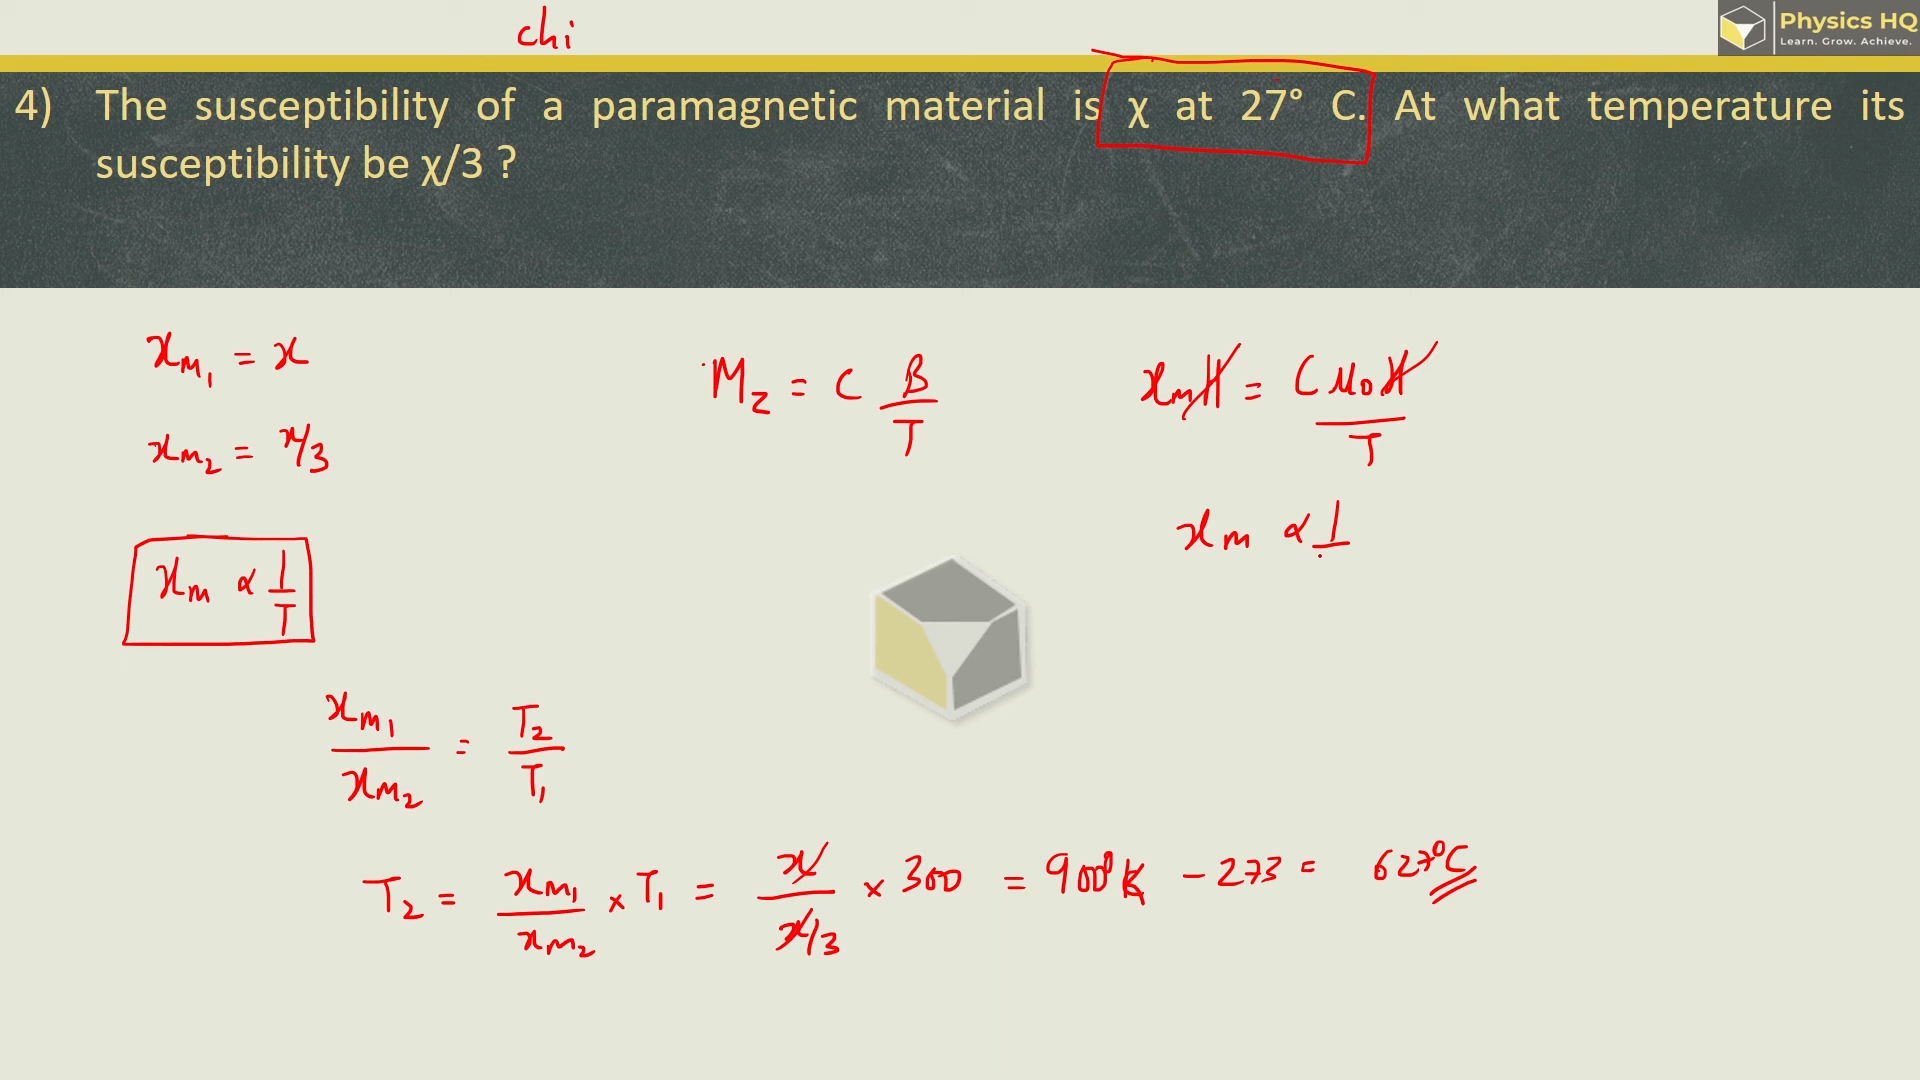 chi
Physics HQ
Learn. Grow. Achieve.
4) The susceptibility of a paramagnetic material is χ at 27° C. At what temperature its
susceptibility be χ/3 ?
χm₁ = χ
χm₂ = χ/3
χm ∝ 1/T
M_z = C B/T
χmH = Cμ₀H/T
χm ∝ 1
χm₁/χm₂ = T₂/T₁
T₂ = χm₁/χm₂ × T₁ = χ/(χ/3) × 300 = 900°K - 273 = 627°C